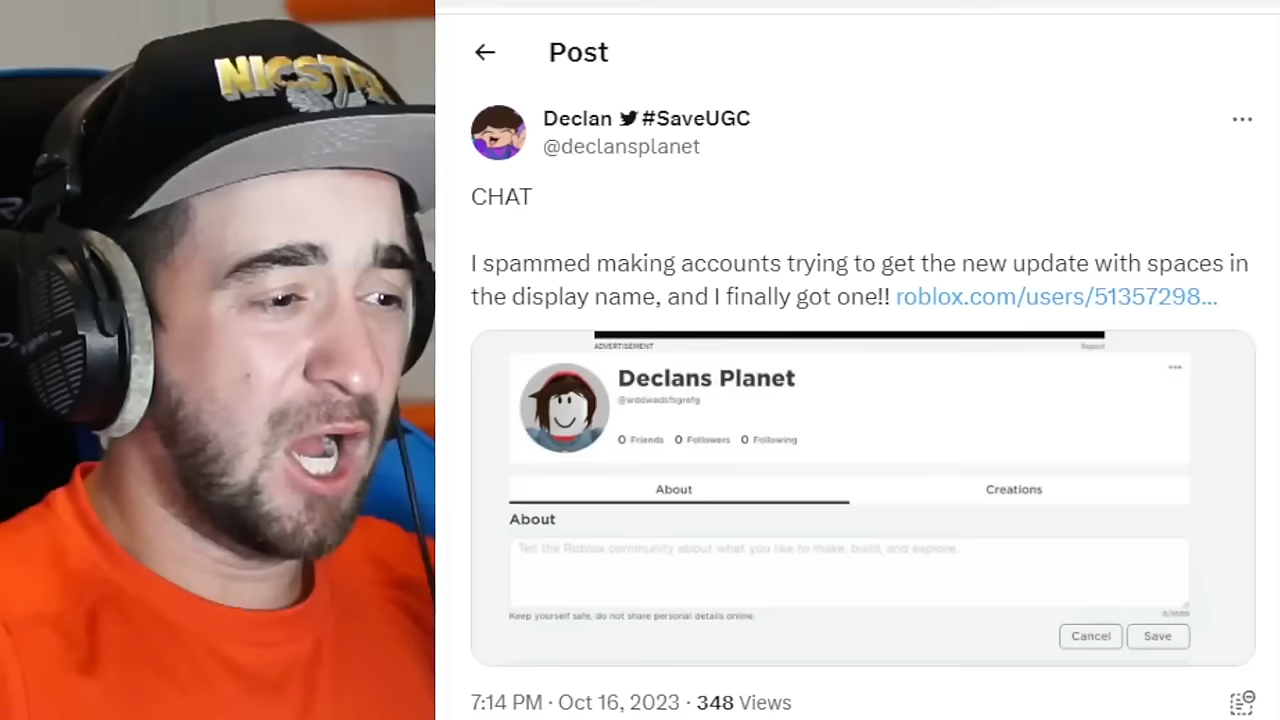 NICSTER
Post
Declan #SaveUGC
@declansplanet
CHAT
I spammed making accounts trying to get the new update with spaces in
the display name, and I finally got one!! roblox.com/users/51357298...
ADVERTISEMENT
Report
Declans Planet
@wddwadsfsgrefg
0 Friends 0 Followers 0 Following
About
Creations
About
Tell the Roblox community about what you like to make, build, and explore...
Keep yourself safe, do not share personal details online
0/1000
Cancel
Save
7:14 PM · Oct 16, 2023 · 348 Views